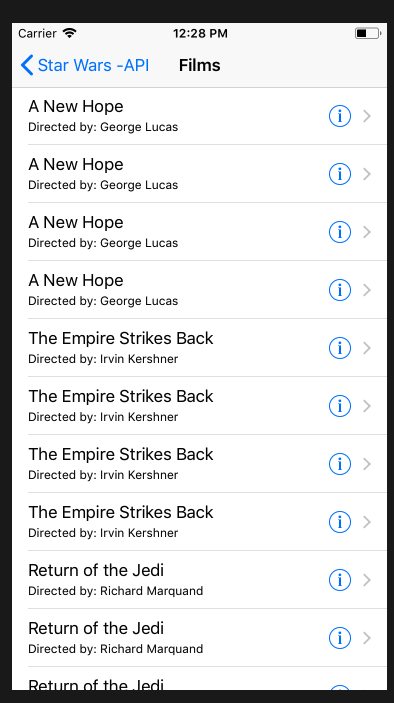 Carrier 12:28 PM
Star Wars -API Films
A New Hope
Directed by: George Lucas
A New Hope
Directed by: George Lucas
A New Hope
Directed by: George Lucas
A New Hope
Directed by: George Lucas
The Empire Strikes Back
Directed by: Irvin Kershner
The Empire Strikes Back
Directed by: Irvin Kershner
The Empire Strikes Back
Directed by: Irvin Kershner
The Empire Strikes Back
Directed by: Irvin Kershner
Return of the Jedi
Directed by: Richard Marquand
Return of the Jedi
Directed by: Richard Marquand
Return of the Jedi